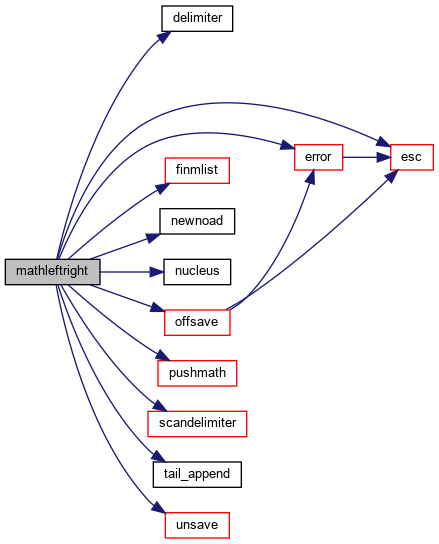 delimiter
error
esc
finmlist
newnoad
mathleftright
nucleus
offsave
pushmath
scandelimiter
tail_append
unsave